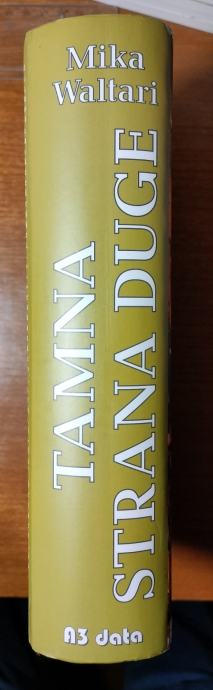 Mika
Waltari
TAMNA
STRANA DUGE
A3 data